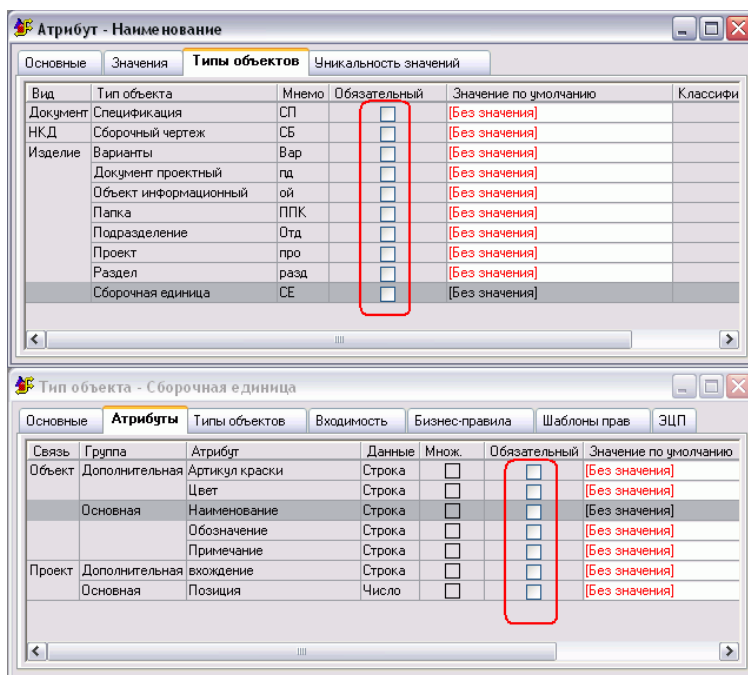 Атрибут - Наименование
Основные Значения Типы объектов Уникальность значений
Вид Тип объекта Мнемо Обязательный Значение по умолчанию Классифи
Документ Спецификация СП [Без значения]
НКД Сборочный чертеж СБ [Без значения]
Изделие Варианты Вар [Без значения]
Документ проектный пд [Без значения]
Объект информационный ой [Без значения]
Папка ППК [Без значения]
Подразделение Отд [Без значения]
Проект про [Без значения]
Раздел разд [Без значения]
Сборочная единица СЕ [Без значения]
Тип объекта - Сборочная единица
Основные Атрибуты Типы объектов Входимость Бизнес-правила Шаблоны прав ЭЦП
Связь Группа Атрибут Данные Множ. Обязательный Значение по умолчанию
Объект Дополнительная Артикул краски Строка [Без значения]
Цвет Строка [Без значения]
Основная Наименование Строка [Без значения]
Обозначение Строка [Без значения]
Примечание Строка [Без значения]
Проект Дополнительная вхождение Строка [Без значения]
Основная Позиция Число [Без значения]